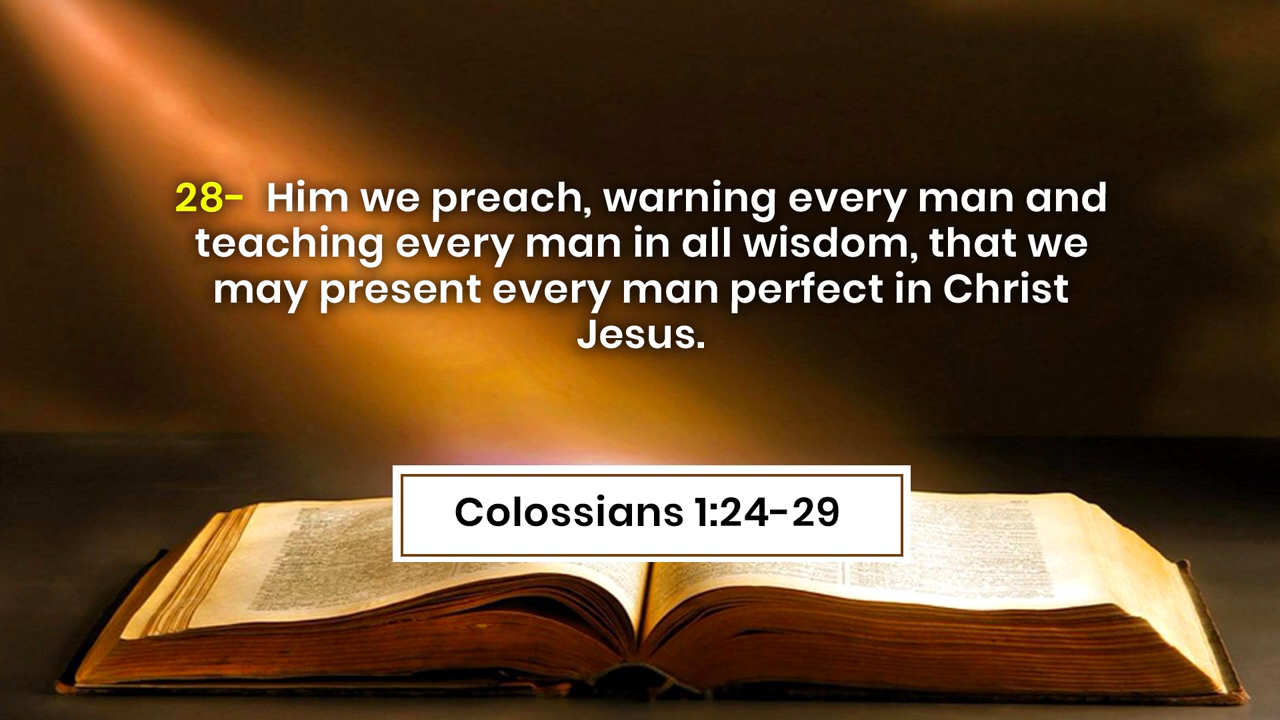 28- Him we preach, warning every man and
teaching every man in all wisdom, that we
may present every man perfect in Christ
Jesus.
Colossians 1:24-29